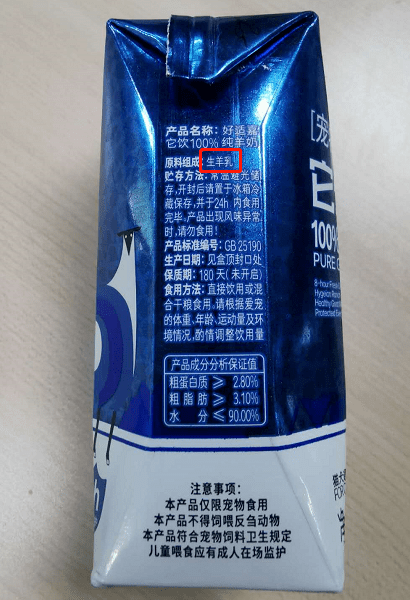 产品名称：好适嘉
它饮100% 纯羊奶
原料组成：生羊乳
贮存方法：常温避光储
存，开封后请置于冰箱冷
藏保存，并于24h 内食用
完毕。产品出现风味异常
时，请勿食用！
产品标准编号：GB 25190
生产日期：见盒顶封口处
保质期：180 天（未开启）
食用方法：直接饮用或混
合干粮食用。请根据爱宠
的体重、年龄、运动量及环
境情况，酌情调整饮用量
产品成分分析保证值
粗蛋白质 ≥ 2.80%
粗脂肪 ≥ 3.10%
水分 ≤ 90.00%
注意事项：
本产品仅限宠物食用
本产品不得饲喂反刍动物
本产品符合宠物饲料卫生规定
儿童喂食应有成人在场监护
[宠
它
100%
PURE G
8-hour Fresh
Healthy
猫犬
FOR